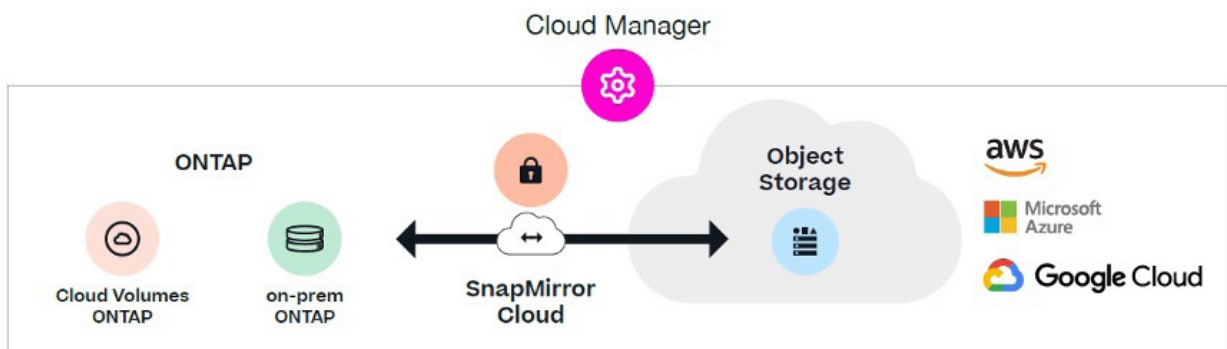 Cloud Manager
ONTAP
Cloud Volumes
ONTAP
on-prem
ONTAP
SnapMirror
Cloud
Object
Storage
aws
Microsoft
Azure
Google Cloud